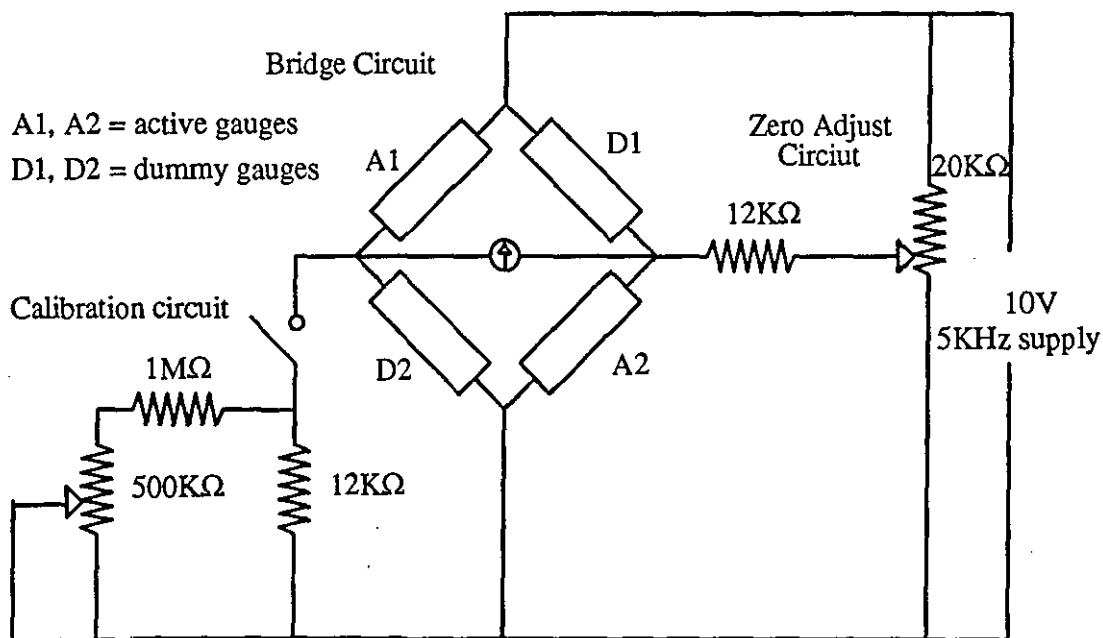 Bridge Circuit
A1, A2 = active gauges
D1, D2 = dummy gauges
A1
D1
Zero Adjust
Circiut
20KΩ
12KΩ
Calibration circuit
D2
A2
10V
5KHz supply
1MΩ
500KΩ
12KΩ